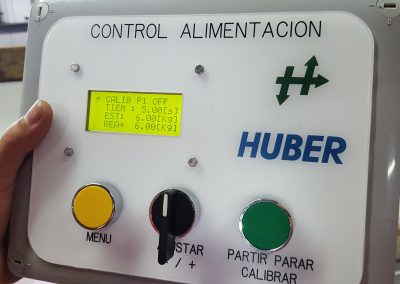 CONTROL ALIMENTACION
+ CALIB P1 OFF
TIEM : 5.00[s]
EST: 6.00[Kg]
REA+ 6.00[Kg]
HUBER
MENU
STAR
/ +
PARTIR PARAR
CALIBRAR